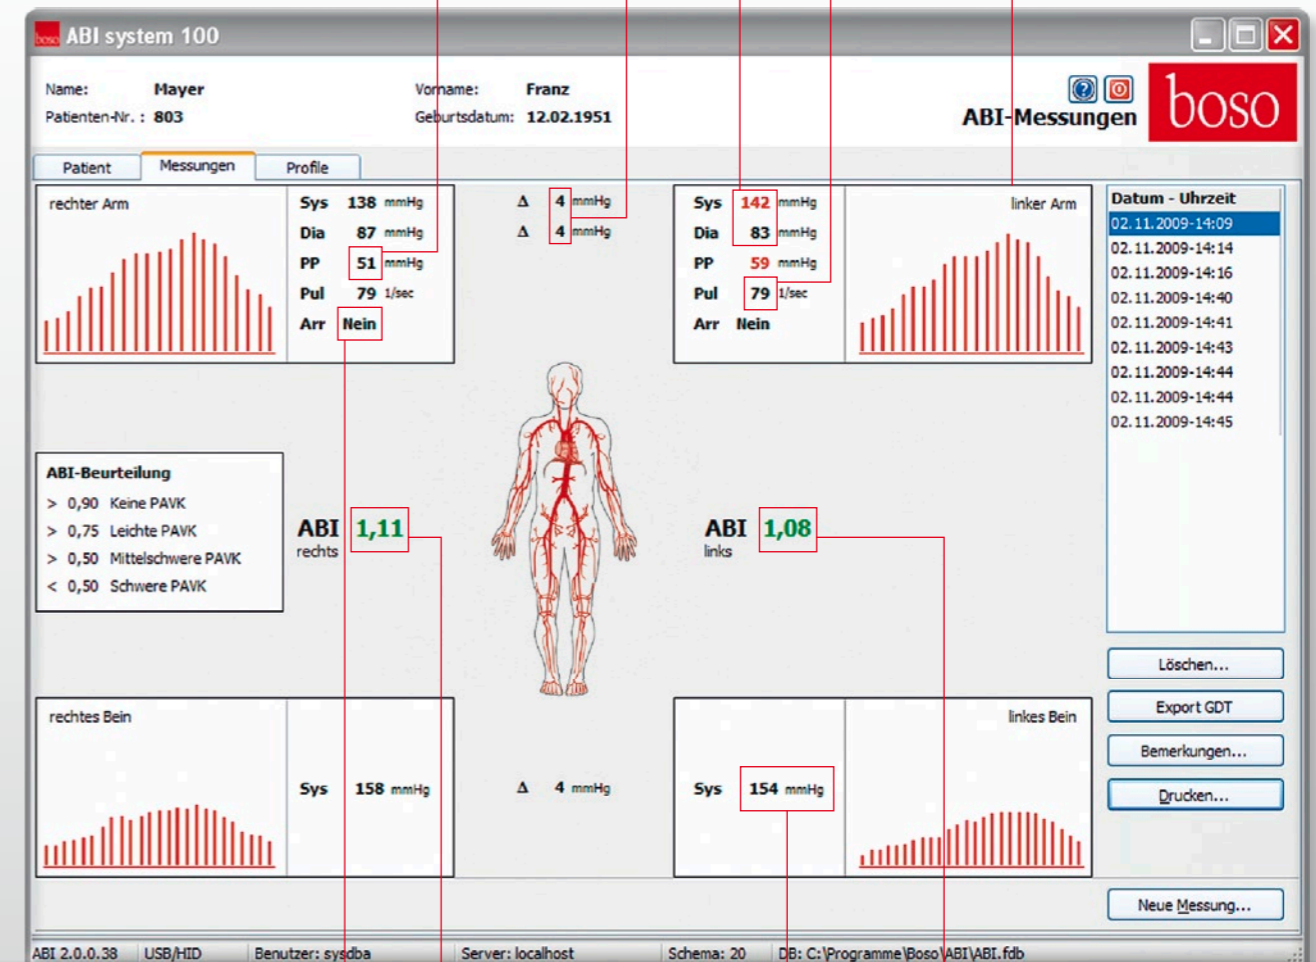 boso ABI system 100
Name: Mayer Vorname: Franz
Patienten-Nr. : 803 Geburtsdatum: 12.02.1951
ABI-Messungen
boso
Patient Messungen Profile
rechter Arm
Sys 138 mmHg
Dia 87 mmHg
PP 51 mmHg
Pul 79 1/sec
Arr Nein
Δ 4 mmHg
Δ 4 mmHg
Sys 142 mmHg
Dia 83 mmHg
PP 59 mmHg
Pul 79 1/sec
Arr Nein
linker Arm
Datum - Uhrzeit
02.11.2009-14:09
02.11.2009-14:14
02.11.2009-14:16
02.11.2009-14:40
02.11.2009-14:41
02.11.2009-14:43
02.11.2009-14:44
02.11.2009-14:44
02.11.2009-14:45
ABI-Beurteilung
> 0,90 Keine PAVK
> 0,75 Leichte PAVK
> 0,50 Mittelschwere PAVK
< 0,50 Schwere PAVK
ABI 1,11
rechts
ABI 1,08
links
rechtes Bein
Sys 158 mmHg
Δ 4 mmHg
Sys 154 mmHg
linkes Bein
Löschen...
Export GDT
Bemerkungen...
Drucken...
Neue Messung...
ABI 2.0.0.38 USB/HID Benutzer: sysdba Server: localhost Schema: 20 DB: C:\Programme\Boso\ABI\ABI.fdb